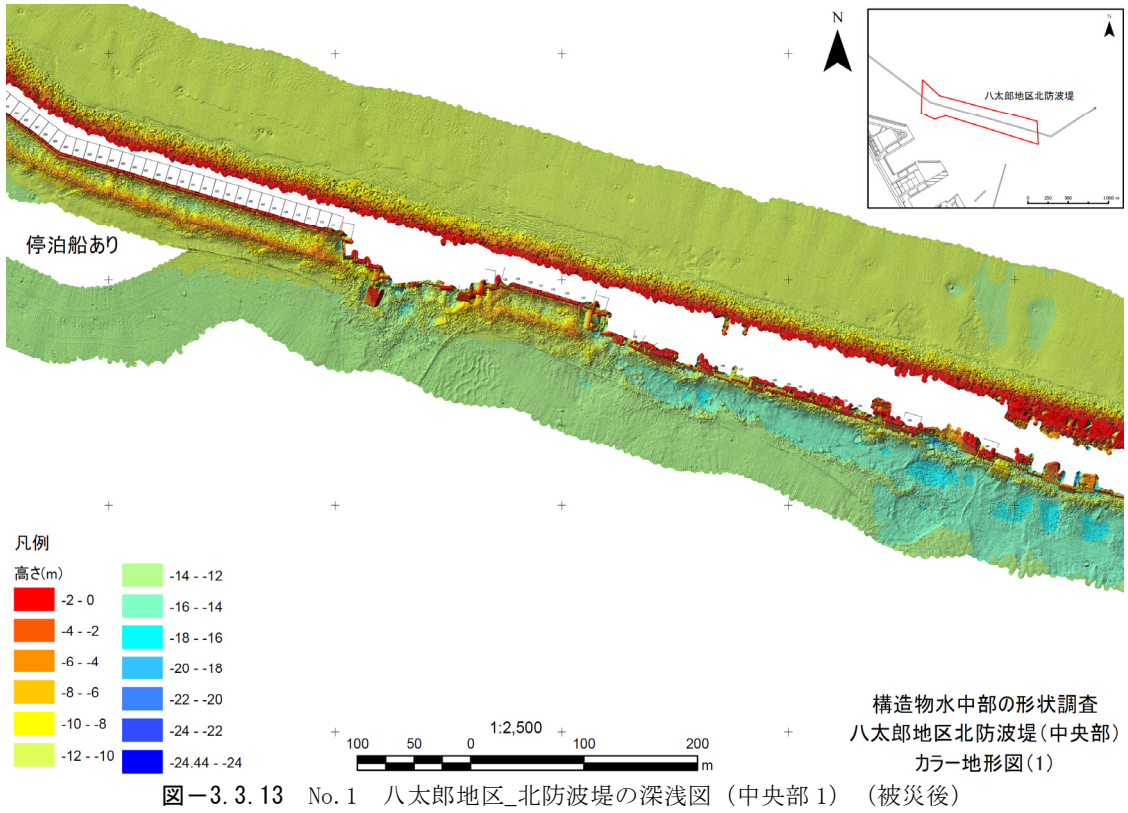 N
N
八太郎地区北防波堤
0 250 500 1,000 m
停泊船あり
凡例
高さ(m)
-2 - 0
-4 - -2
-6 - -4
-8 - -6
-10 - -8
-12 - -10
-14 - -12
-16 - -14
-18 - -16
-20 - -18
-22 - -20
-24 - -22
-24.44 - -24
1:2,500
100 50 0 100 200
m
構造物水中部の形状調査
八太郎地区北防波堤(中央部)
カラー地形図(1)
図－3.3.13 No.1 八太郎地区_北防波堤の深浅図（中央部1）（被災後）